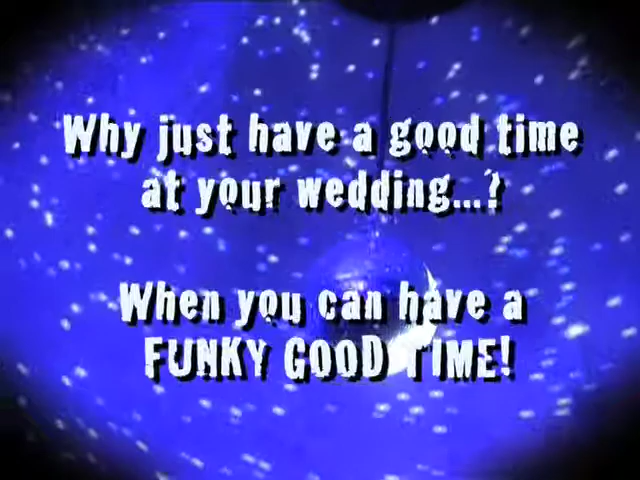 Why just have a good time
at your wedding...?
When you can have a
FUNKY GOOD TIME!